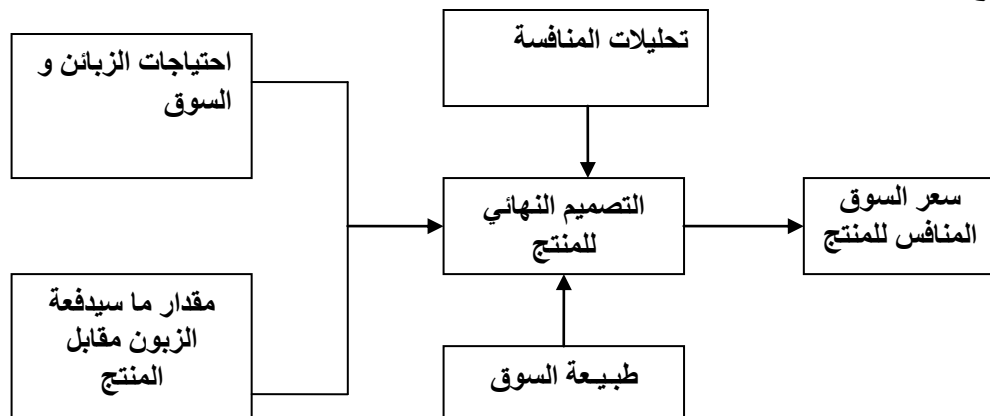 تحليلات المنافسة
احتياجات الزبائن و
السوق
التصميم النهائي
للمنتج
سعر السوق
المنافس للمنتج
مقدار ما سيدفعة
الزبون مقابل
المنتج
طبيعة السوق